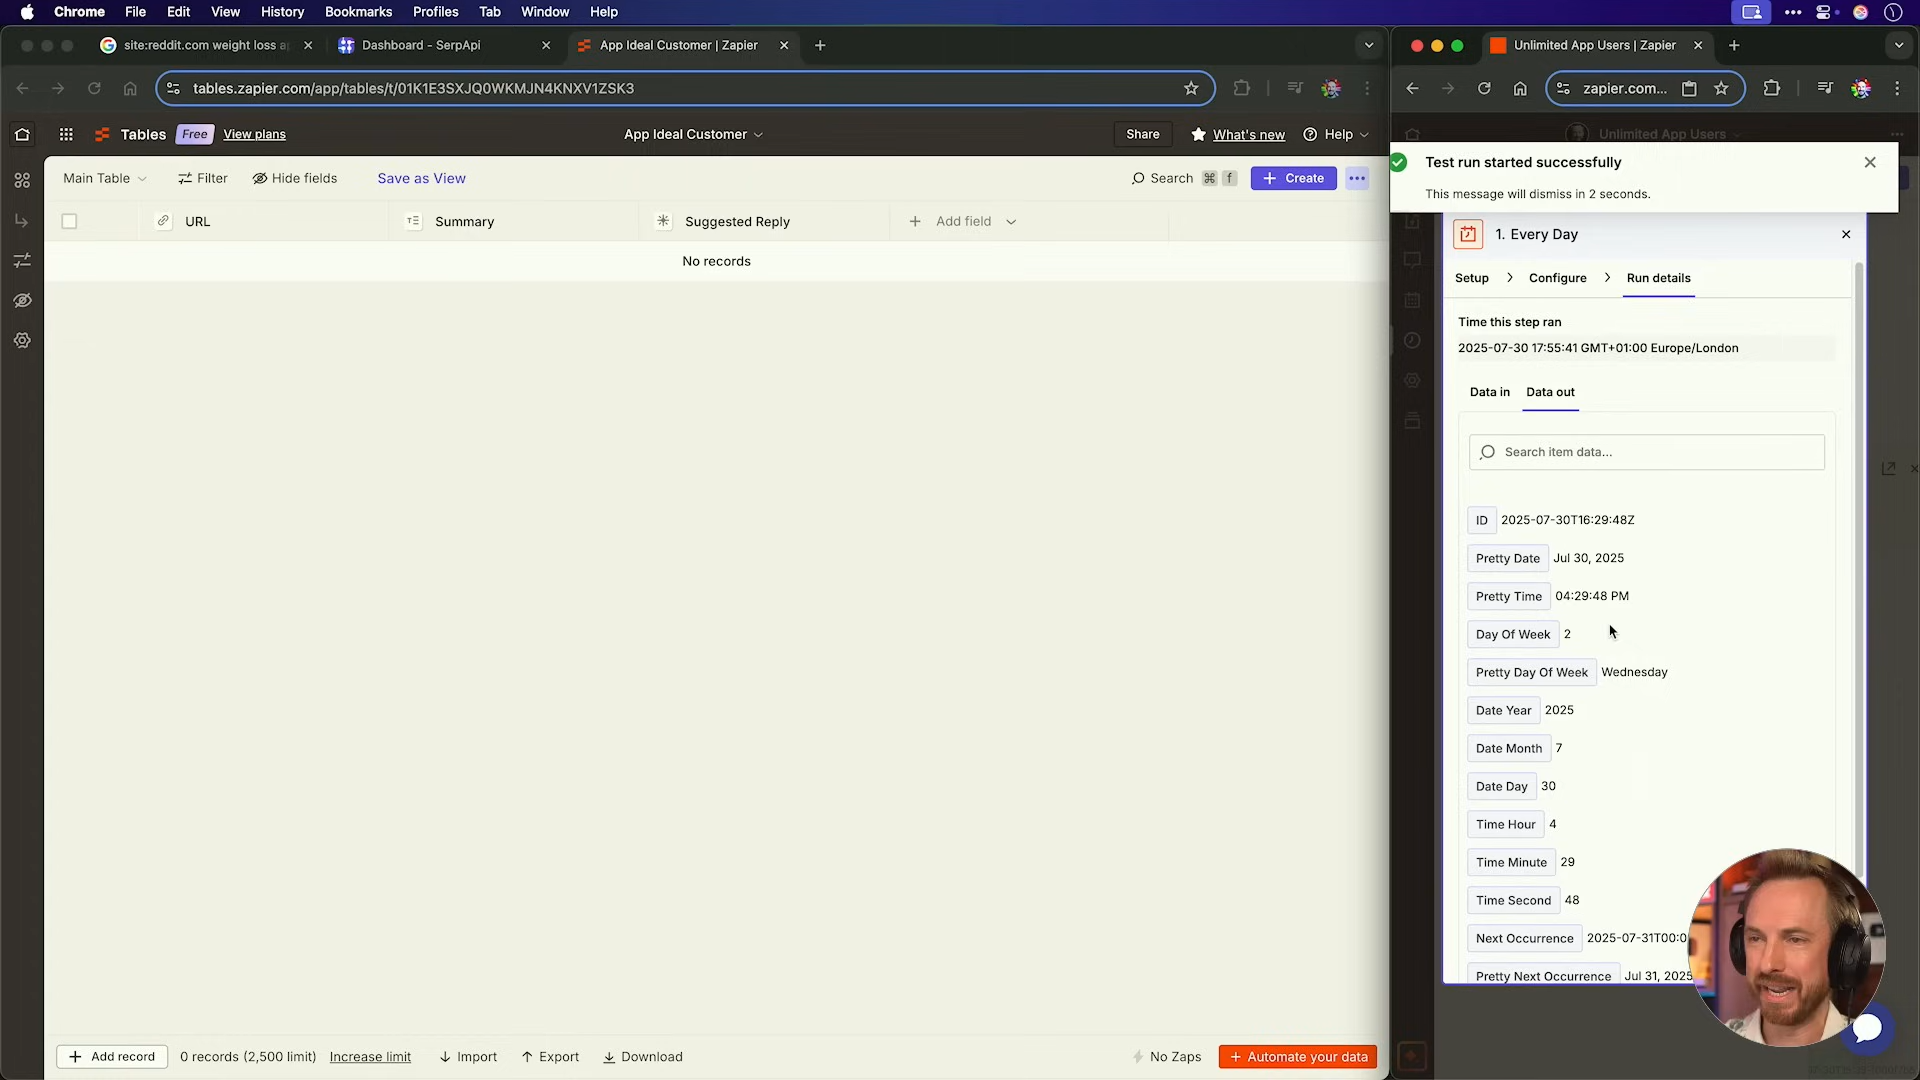 Chrome File Edit View History Bookmarks Profiles Tab Window Help
site:reddit.com weight loss a
Dashboard - SerpApi
App Ideal Customer | Zapier
Unlimited App Users | Zapier
tables.zapier.com/app/tables/t/01K1E3SXJQ0WKMJN4KNXV1ZSK3
zapier.com...
Tables Free View plans
App Ideal Customer
Share What's new Help
Unlimited App Users
Test run started successfully
This message will dismiss in 2 seconds.
Main Table Filter Hide fields Save as View
Search ⌘ f + Create
URL Summary Suggested Reply + Add field
No records
1. Every Day
Setup Configure Run details
Time this step ran
2025-07-30 17:55:41 GMT+01:00 Europe/London
Data in Data out
Search item data...
ID 2025-07-30T16:29:48Z
Pretty Date Jul 30, 2025
Pretty Time 04:29:48 PM
Day Of Week 2
Pretty Day Of Week Wednesday
Date Year 2025
Date Month 7
Date Day 30
Time Hour 4
Time Minute 29
Time Second 48
Next Occurrence 2025-07-31T00:0
Pretty Next Occurrence Jul 31, 2025
+ Add record 0 records (2,500 limit) Increase limit Import Export Download
No Zaps + Automate your data